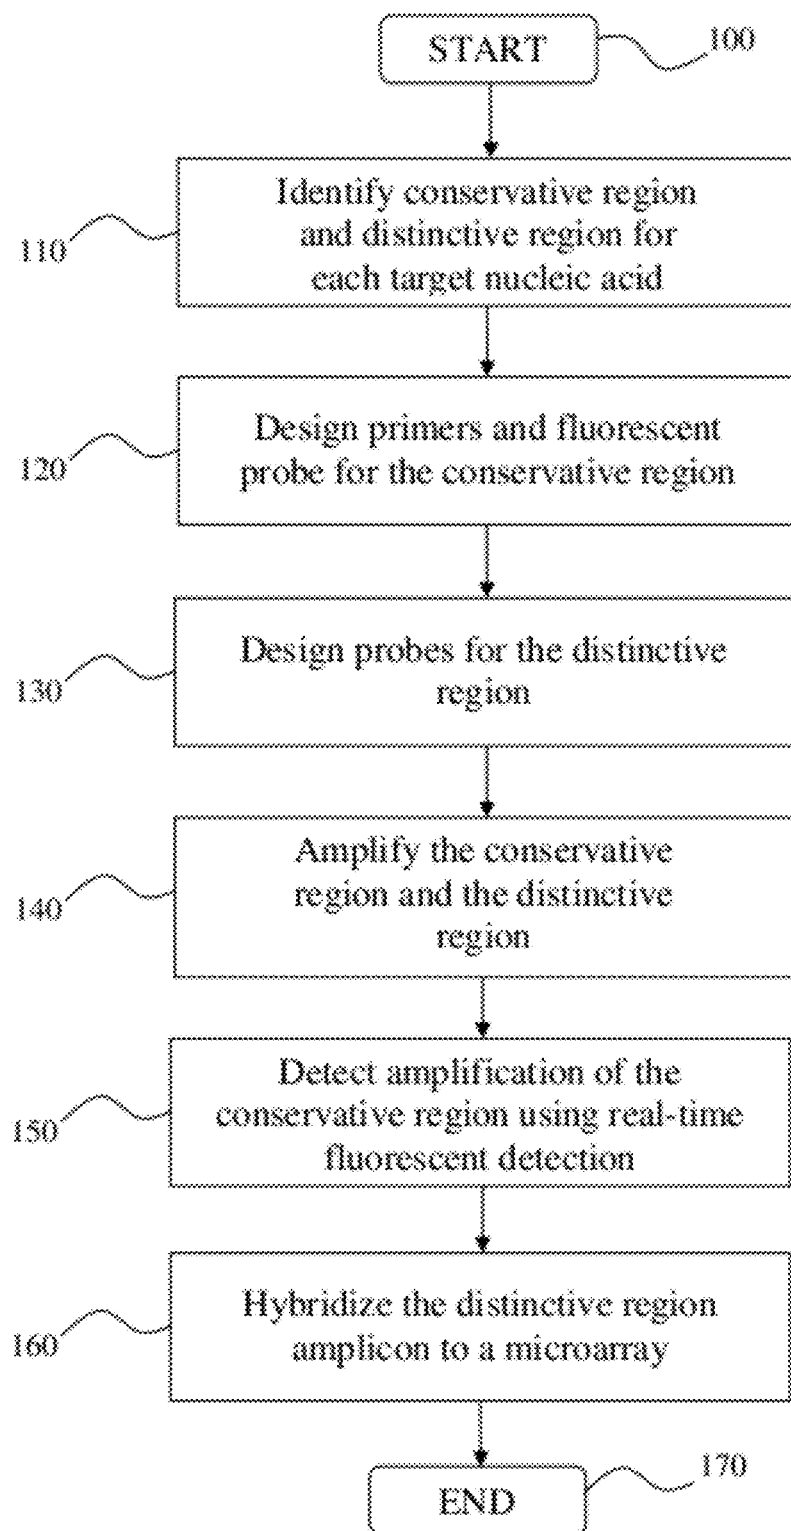 START
100
Identify conservative region
and distinctive region for
each target nucleic acid
110
Design primers and fluorescent
probe for the conservative region
120
Design probes for the distinctive
region
130
Amplify the conservative
region and the distinctive
region
140
Detect amplification of the
conservative region using real-time
fluorescent detection
150
Hybridize the distinctive region
amplicon to a microarray
160
END
170